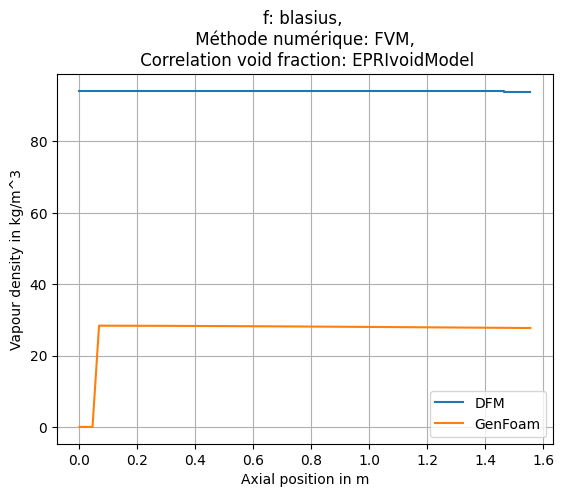 f: blasius,
Méthode numérique: FVM,
Correlation void fraction: EPRIvoidModel
Vapour density in kg/m^3
80
60
40
20
0
DFM
GenFoam
0.0 0.2 0.4 0.6 0.8 1.0 1.2 1.4 1.6
Axial position in m